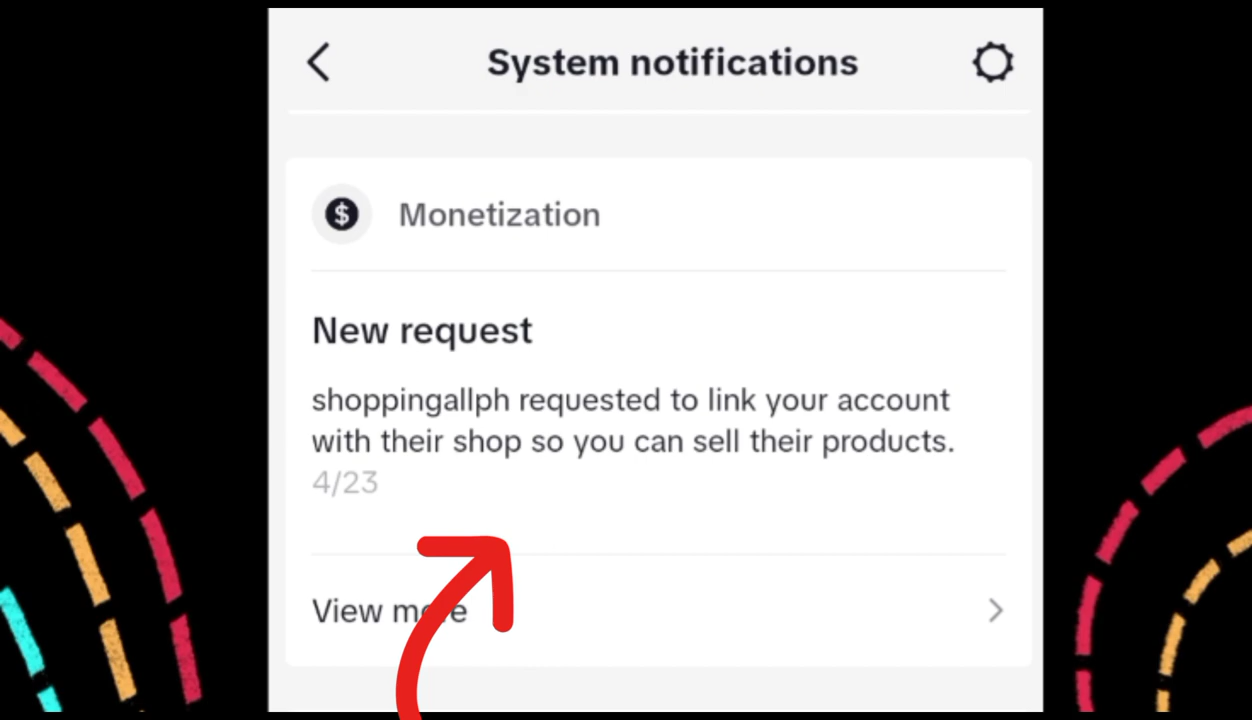 System notifications
$
Monetization
New request
shoppingallph requested to link your account
with their shop so you can sell their products.
4/23
View more